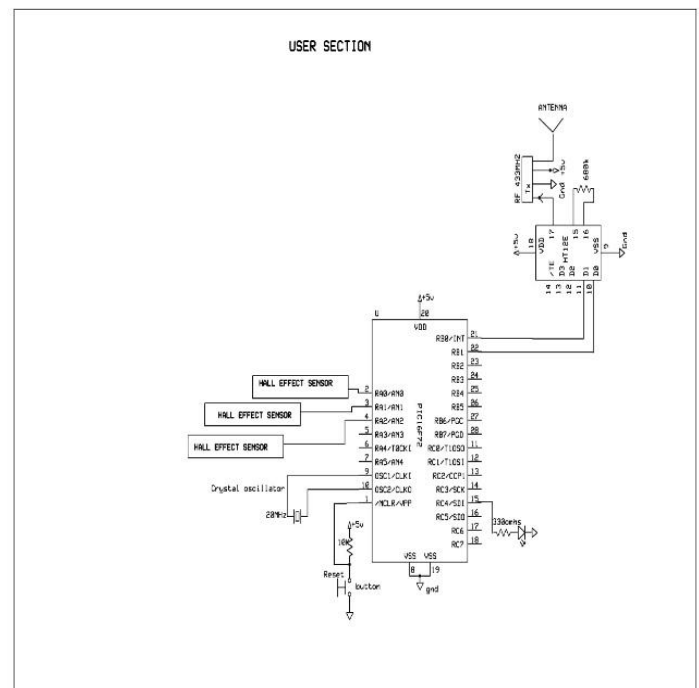 USER SECTION
ANTENNA
RF 433MHZ
Tx
+5v
Gnd
680k
17
15
16
+5v
18
VDD
HT12E
VSS
9
Gnd
/TE
D3
D2
D1
D0
14
13
12
11
10
+5v
U
20
VDD
PIC16F72
HALL EFFECT SENSOR
HALL EFFECT SENSOR
HALL EFFECT SENSOR
2 RA0/AN0
3 RA1/AN1
4 RA2/AN2
5 RA3/AN3
6 RA4/T0CKI
7 RA5/AN4
9 OSC1/CLKI
10 OSC2/CLKO
1 /MCLR/VPP
RB0/INT 21
RB1 22
RB2 23
RB3 24
RB4 25
RB5 26
RB6/PGC 27
RB7/PGD 28
RC0/T1OSO 11
RC1/T1OSI 12
RC2/CCP1 13
RC3/SCK 14
RC4/SDI 15
RC5/SDO 16
RC6 17
RC7 18
VSS VSS
8 19
gnd
Crystal oscillator
20MHz
+5v
10K
Reset
button
330ohms